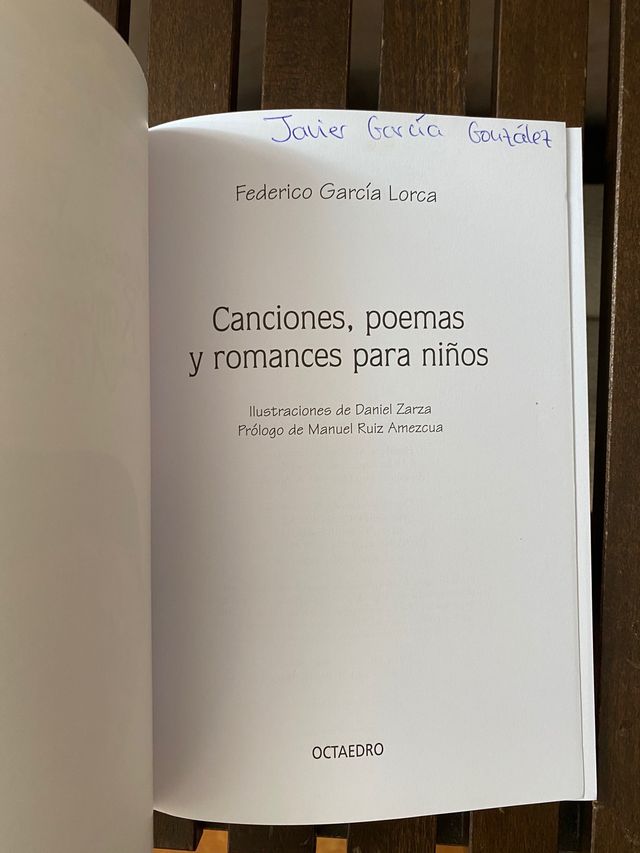 Javier García González
Federico García Lorca
Canciones, poemas
y romances para niños
Ilustraciones de Daniel Zarza
Prólogo de Manuel Ruiz Amezcua
OCTAEDRO